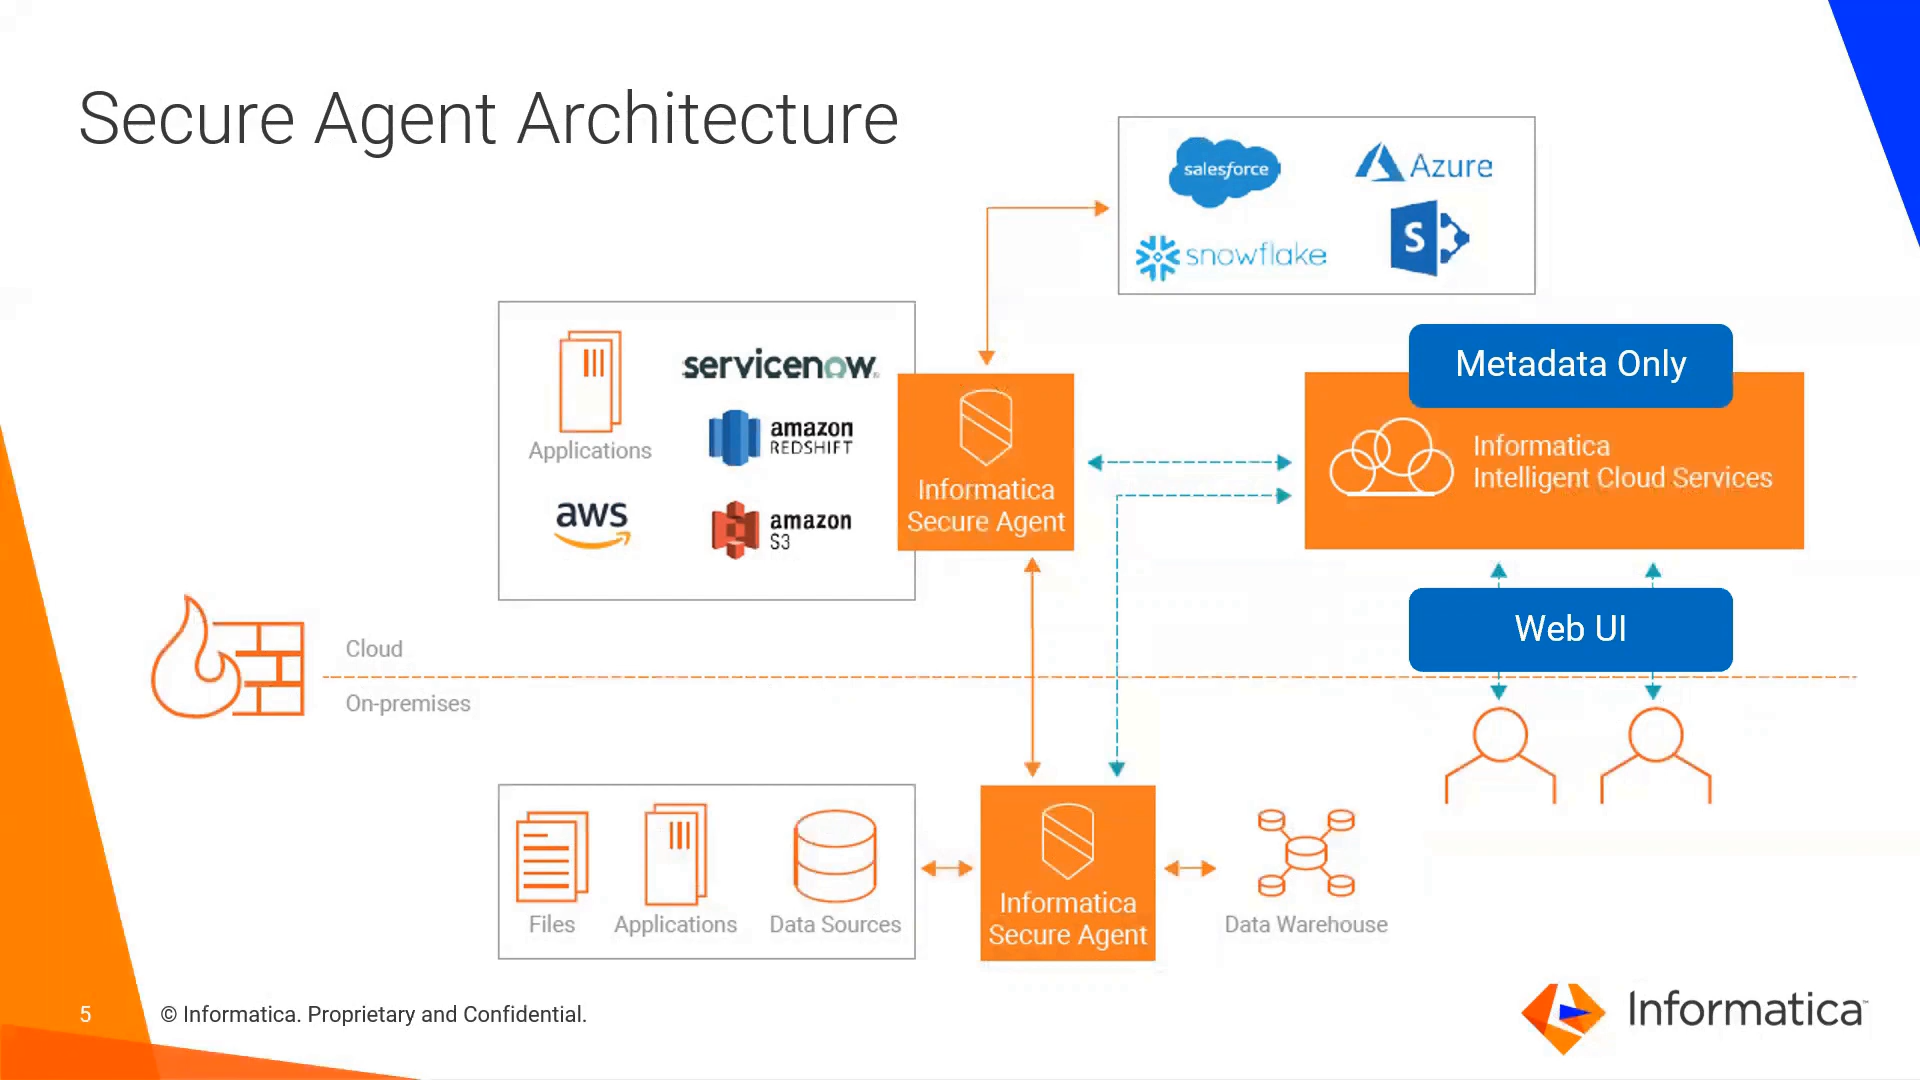 Secure Agent Architecture
salesforce
Azure
S
snowflake
Metadata Only
Applications
servicenow
amazon
REDSHIFT
aws
amazon
S3
Informatica
Secure Agent
Informatica
Intelligent Cloud Services
Web UI
Cloud
On-premises
Files
Applications
Data Sources
Informatica
Secure Agent
Data Warehouse
5
© Informatica. Proprietary and Confidential.
Informatica™